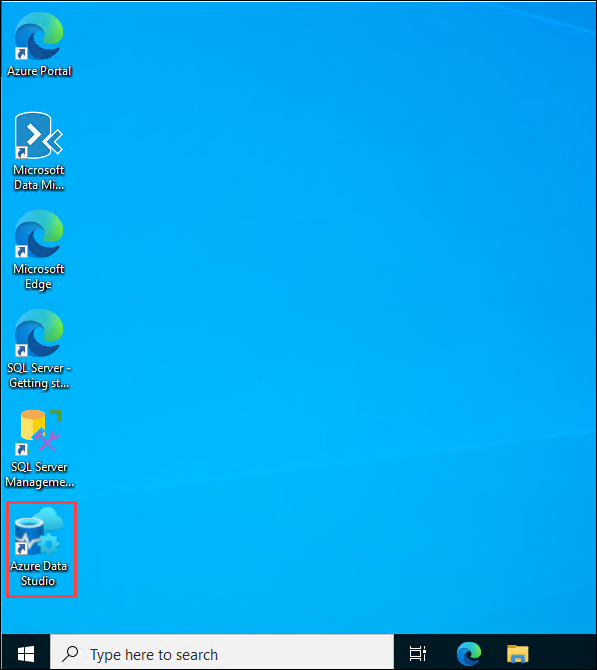 Azure Portal
Microsoft
Data Mi...
Microsoft
Edge
SQL Server -
Getting st...
SQL Server
Manageme...
Azure Data
Studio
Type here to search